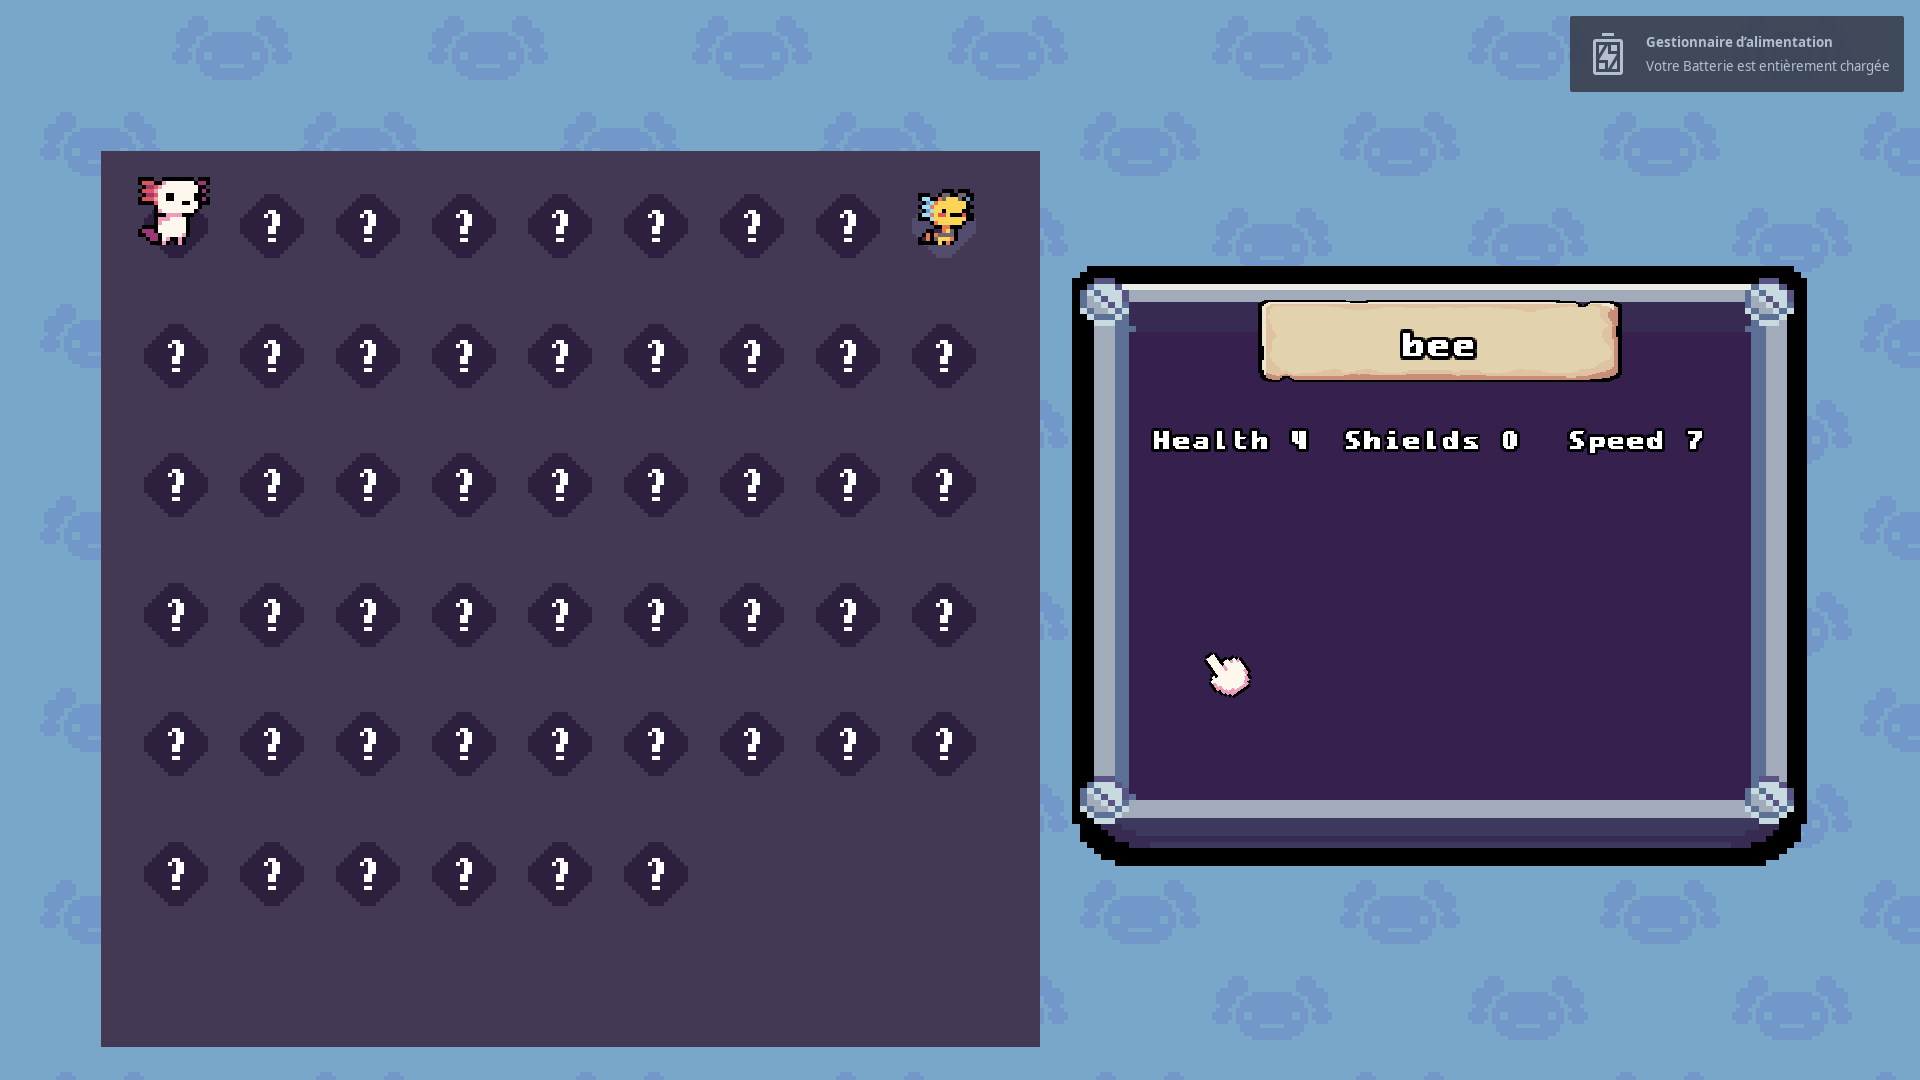 Gestionnaire d'alimentation
Votre Batterie est entièrement chargée
? ? ? ? ? ? ?
? ? ? ? ? ? ? ? ?
? ? ? ? ? ? ? ? ?
? ? ? ? ? ? ? ? ?
? ? ? ? ? ? ? ? ?
? ? ? ? ? ?
bee
Health 4 Shields 0 Speed 7